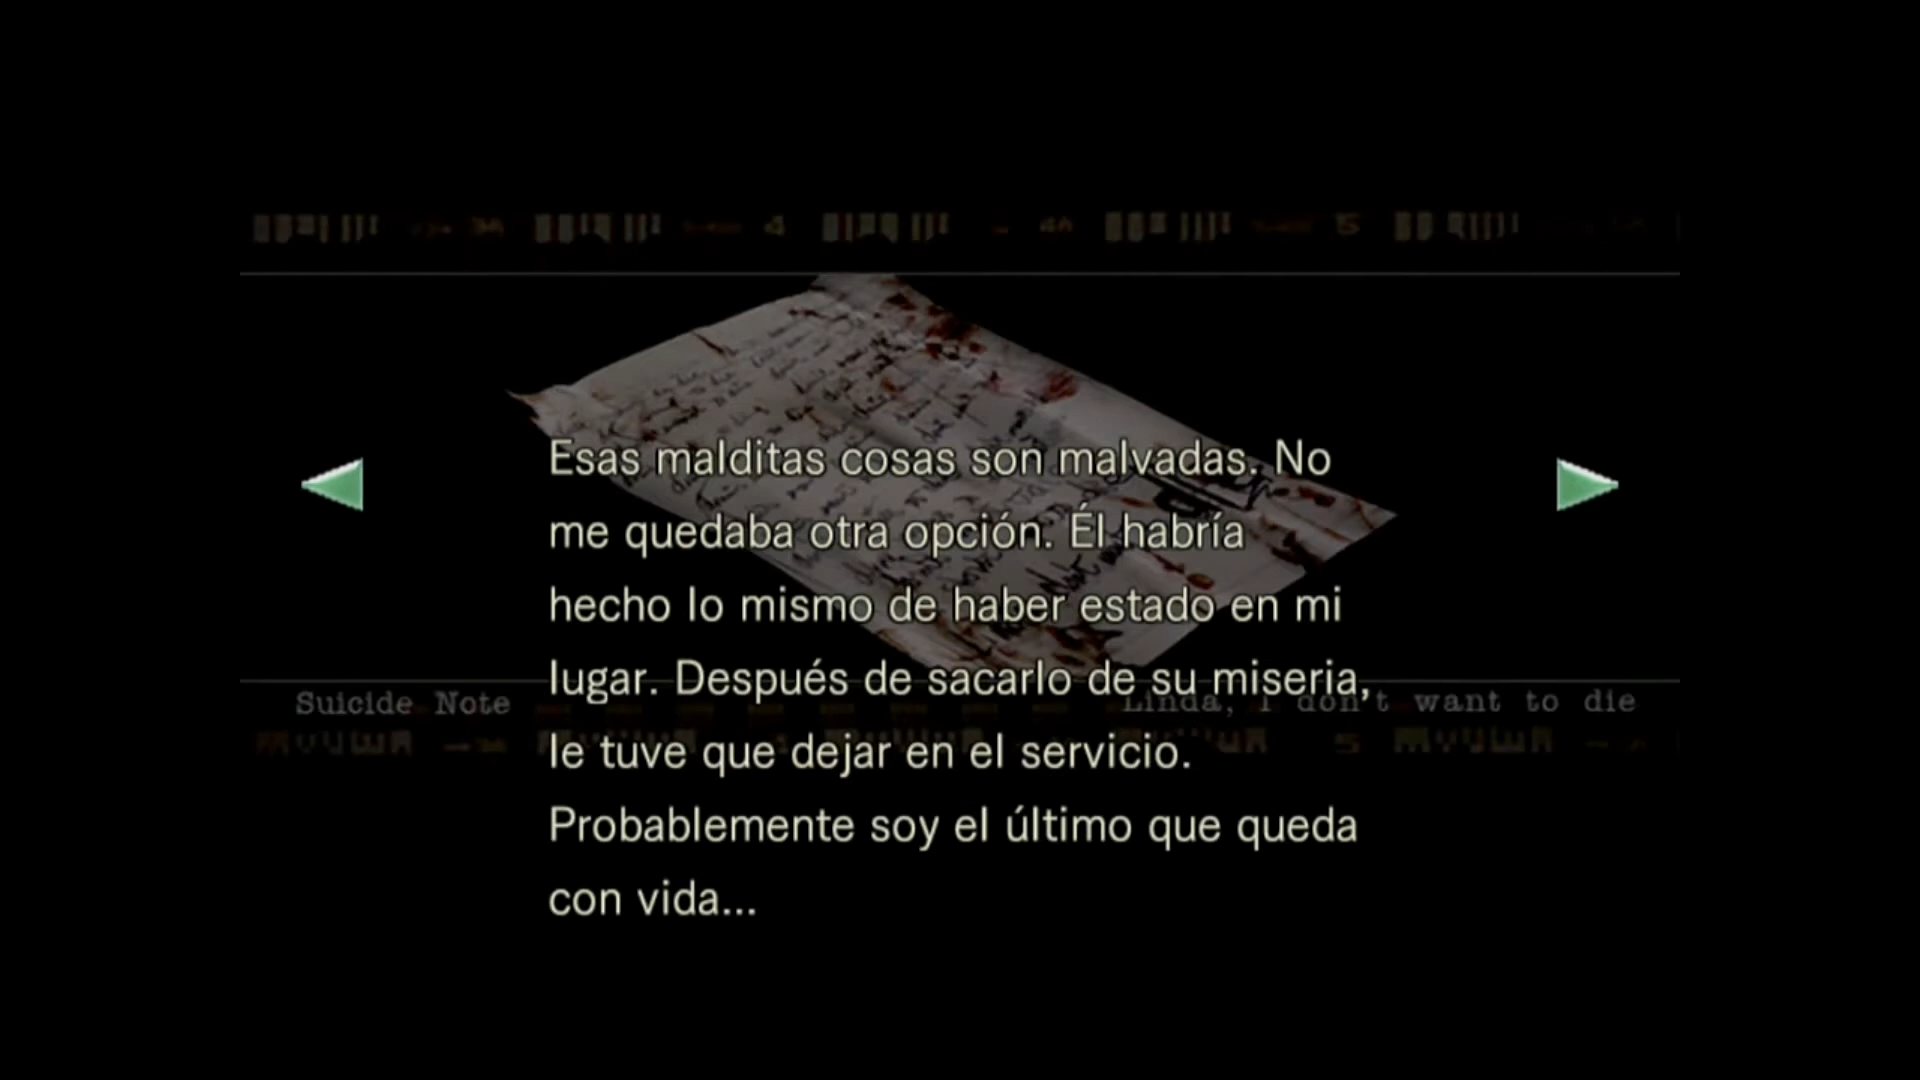 Esas malditas cosas son malvadas. No
me quedaba otra opción. Él habría
hecho lo mismo de haber estado en mi
lugar. Después de sacarlo de su miseria,
le tuve que dejar en el servicio.
Probablemente soy el último que queda
con vida...
Suicide Note
Linda, I don't want to die